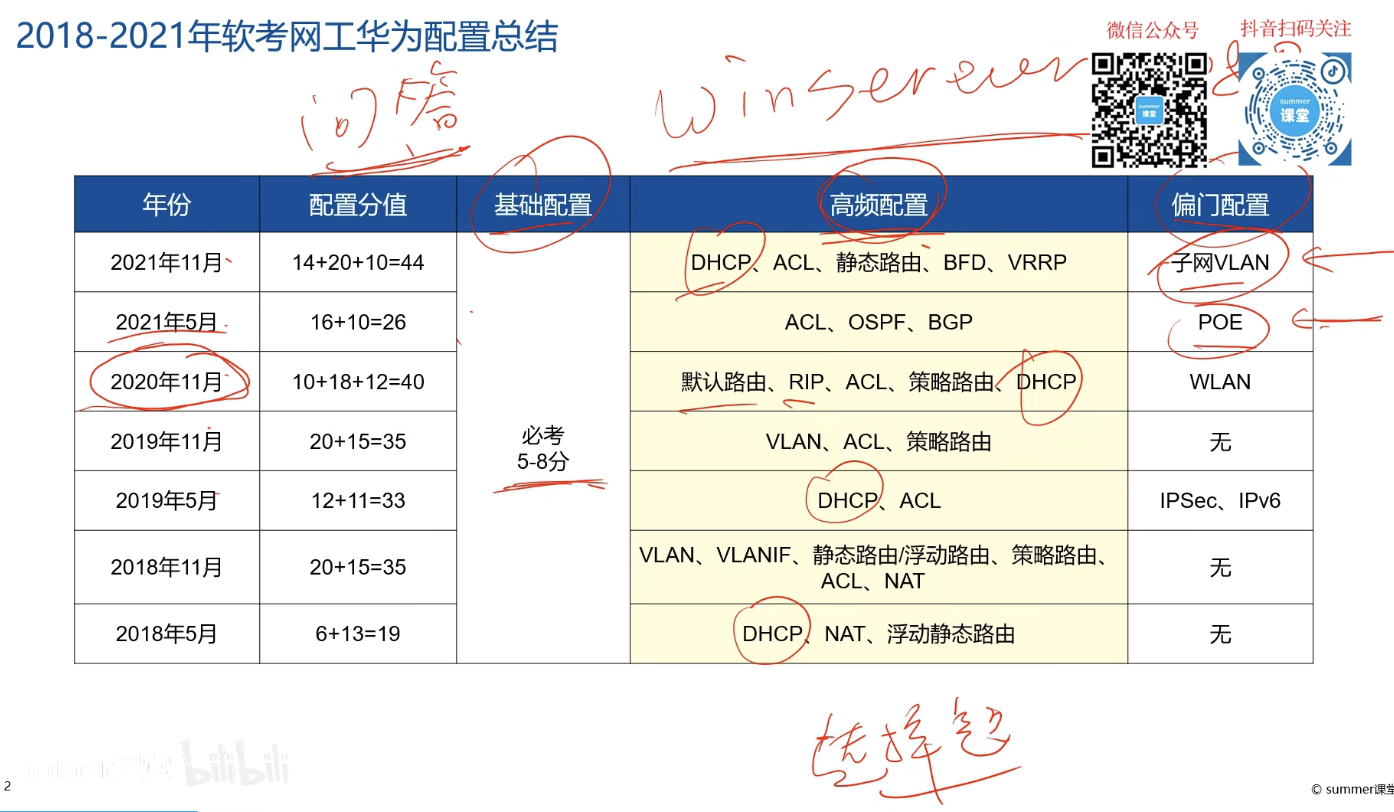 2018-2021年软考网工华为配置总结
微信公众号
抖音扫码关注
问答
winserever
summer
课堂
summer
课堂
年份 配置分值 基础配置 高频配置 偏门配置
2021年11月 14+20+10=44 DHCP、ACL、静态路由、BFD、VRRP 子网VLAN
2021年5月 16+10=26 ACL、OSPF、BGP POE
2020年11月 10+18+12=40 默认路由、RIP、ACL、策略路由、DHCP WLAN
2019年11月 20+15=35 VLAN、ACL、策略路由 无
必考
5-8分
2019年5月 12+11=33 DHCP、ACL IPSec、IPv6
2018年11月 20+15=35 VLAN、VLANIF、静态路由/浮动路由、策略路由、
ACL、NAT 无
2018年5月 6+13=19 DHCP、NAT、浮动静态路由 无
选择题
bilibili
2
© summer课堂